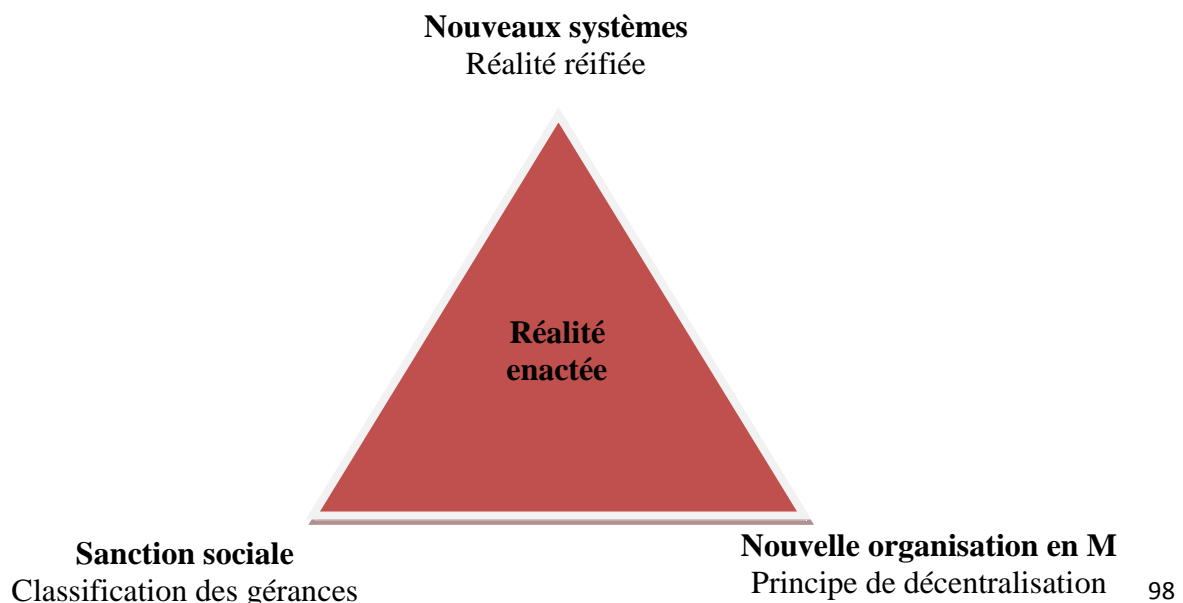 Nouveaux systèmes
Réalité réifiée
Réalité
enactée
Sanction sociale
Classification des gérances
Nouvelle organisation en M
Principe de décentralisation
98